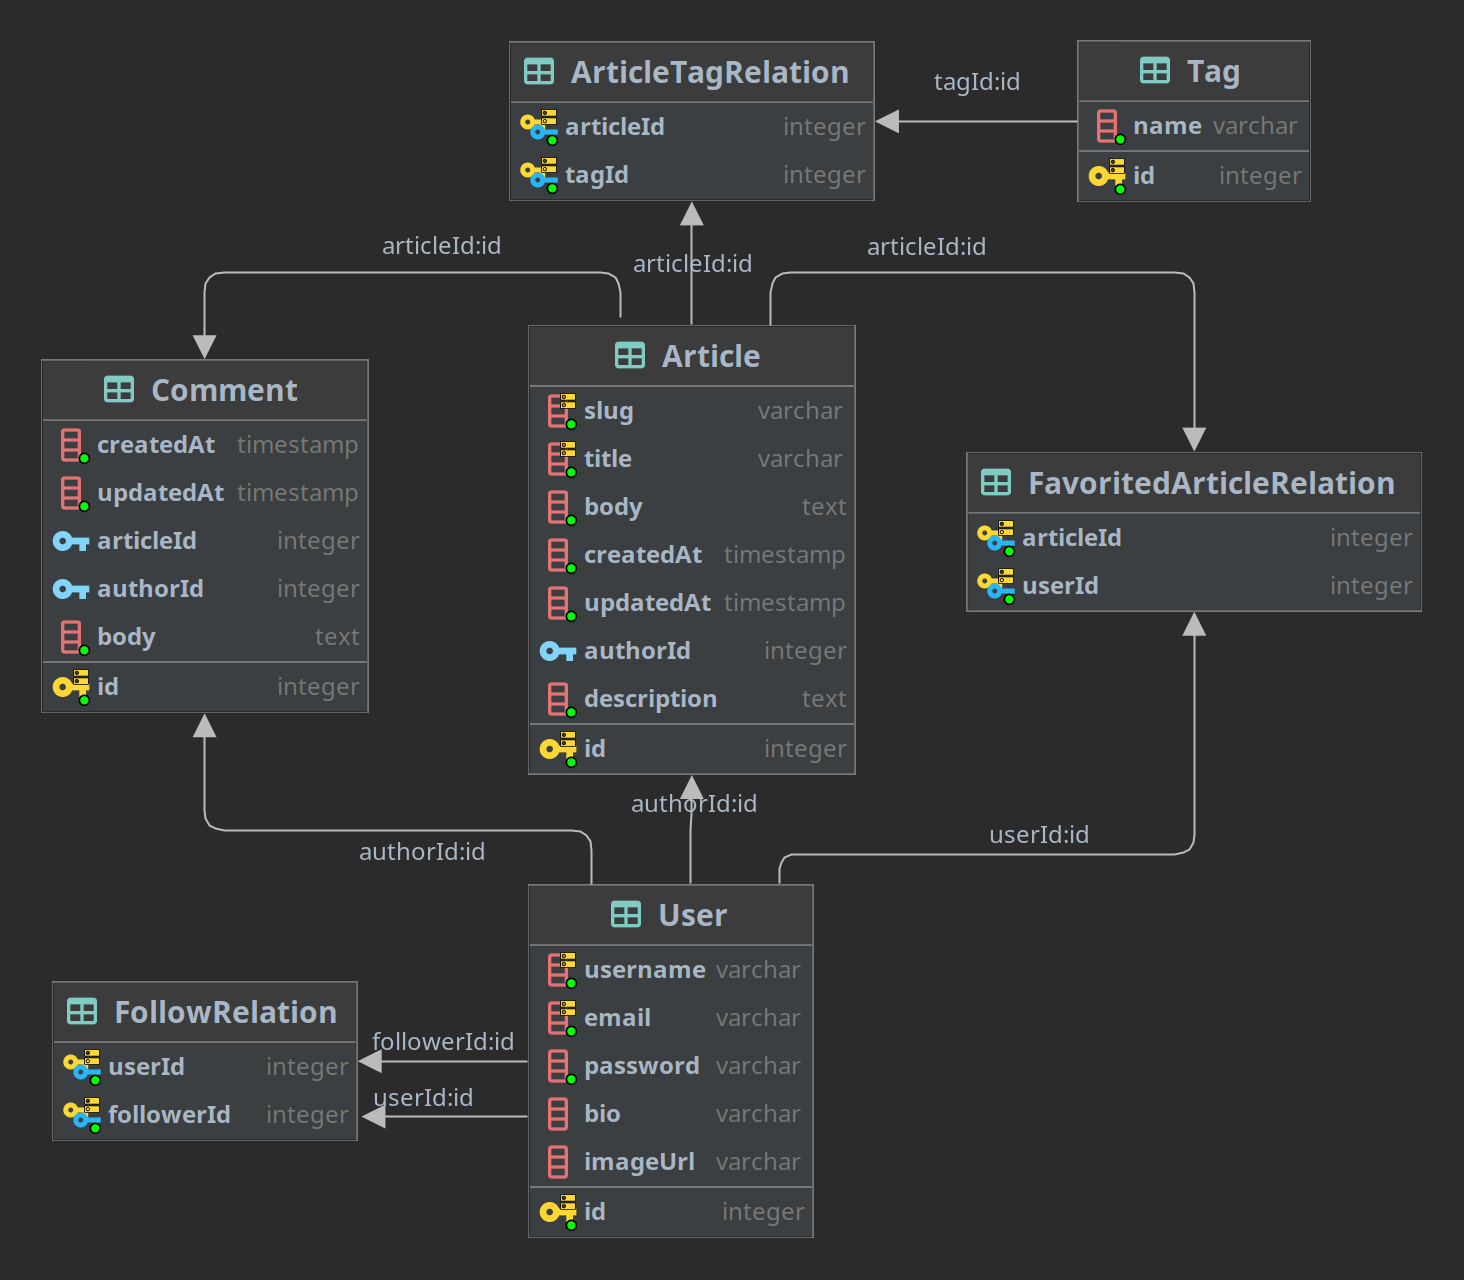 ArticleTagRelation
articleId integer
tagId integer
tagId:id
Tag
name varchar
id integer
articleId:id
articleId:id
articleId:id
Comment
createdAt timestamp
updatedAt timestamp
articleId integer
authorId integer
body text
id integer
Article
slug varchar
title varchar
body text
createdAt timestamp
updatedAt timestamp
authorId integer
description text
id integer
FavoritedArticleRelation
articleId integer
userId integer
authorId:id
authorId:id
userId:id
User
username varchar
email varchar
password varchar
bio varchar
imageUrl varchar
id integer
FollowRelation
userId integer
followerId integer
followerId:id
userId:id